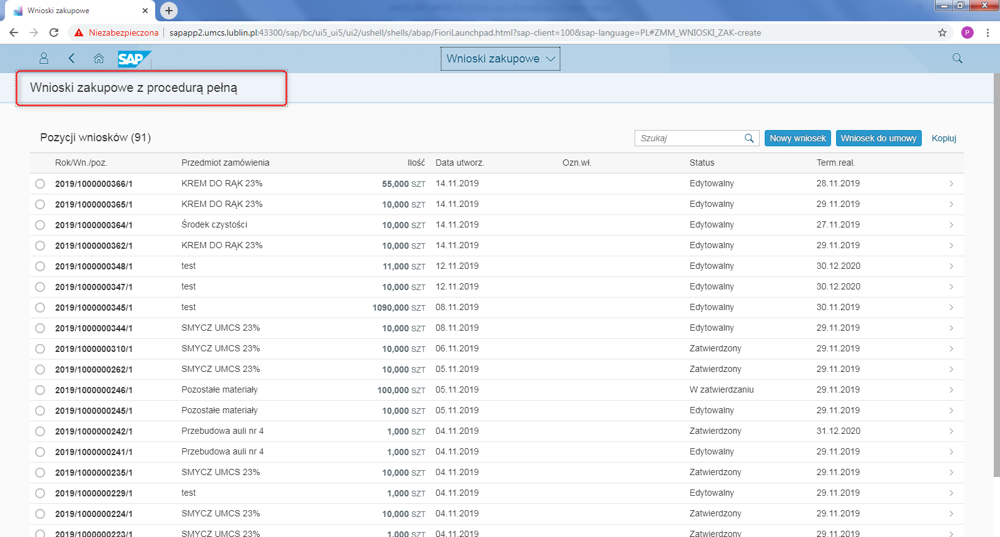 Wnioski zakupowe
Niezabezpieczona sapapp2.umcs.lublin.pl:43300/sap/bc/ui5_ui5/ui2/ushell/shells/abap/FioriLaunchpad.html?sap-client=100&sap-language=PL#ZMM_WNIOSKI_ZAK-create P
SAP Wnioski zakupowe
Wnioski zakupowe z procedurą pełną
Pozycji wniosków (91) Szukaj Nowy wniosek Wniosek do umowy Kopiuj
Rok/Wn./poz. Przedmiot zamówienia Ilość Data utworz. Ozn.wł. Status Term.real.
2019/1000000366/1 KREM DO RĄK 23% 55,000 SZT 14.11.2019 Edytowalny 28.11.2019
2019/1000000365/1 KREM DO RĄK 23% 10,000 SZT 14.11.2019 Edytowalny 29.11.2019
2019/1000000364/1 Środek czystości 10,000 SZT 14.11.2019 Edytowalny 27.11.2019
2019/1000000362/1 KREM DO RĄK 23% 10,000 SZT 14.11.2019 Edytowalny 29.11.2019
2019/1000000348/1 test 11,000 SZT 12.11.2019 Edytowalny 30.12.2020
2019/1000000347/1 test 10,000 SZT 12.11.2019 Edytowalny 30.12.2020
2019/1000000345/1 test 1090,000 SZT 08.11.2019 Edytowalny 30.11.2019
2019/1000000344/1 SMYCZ UMCS 23% 10,000 SZT 08.11.2019 Edytowalny 29.11.2019
2019/1000000310/1 SMYCZ UMCS 23% 10,000 SZT 06.11.2019 Zatwierdzony 29.11.2019
2019/1000000262/1 SMYCZ UMCS 23% 10,000 SZT 05.11.2019 Zatwierdzony 29.11.2019
2019/1000000246/1 Pozostałe materiały 100,000 SZT 05.11.2019 W zatwierdzaniu 29.11.2019
2019/1000000245/1 Pozostałe materiały 10,000 SZT 05.11.2019 Edytowalny 29.11.2019
2019/1000000242/1 Przebudowa auli nr 4 1,000 SZT 04.11.2019 Zatwierdzony 31.12.2020
2019/1000000241/1 Przebudowa auli nr 4 1,000 SZT 04.11.2019 Edytowalny 29.11.2019
2019/1000000235/1 SMYCZ UMCS 23% 10,000 SZT 04.11.2019 Zatwierdzony 29.11.2019
2019/1000000229/1 test 1,000 SZT 04.11.2019 Edytowalny 29.11.2019
2019/1000000224/1 SMYCZ UMCS 23% 10,000 SZT 04.11.2019 Zatwierdzony 29.11.2019
2019/1000000223/1 SMYCZ UMCS 23% 1,000 SZT 04.11.2019 Zatwierdzony 29.11.2019